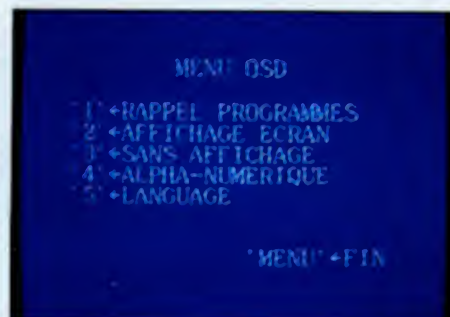 MENU OSD
'1'←RAPPEL PROGRAMMES
'2'←AFFICHAGE ECRAN
'3'←SANS AFFICHAGE
'4'←ALPHA-NUMERIQUE
'5'←LANGUAGE
'MENU'←FIN